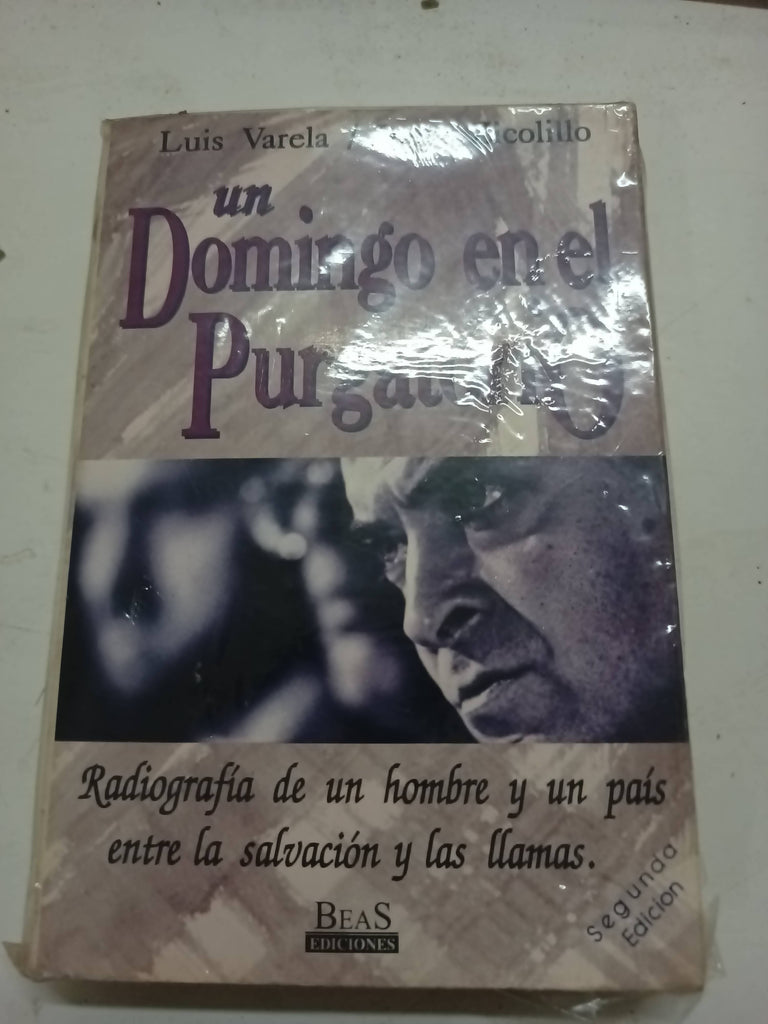 Luis Varela /
un
Domingo en el
Purgatorio
Radiografía de un hombre y un país
entre la salvación y las llamas.
Segunda
Edición
BEAS
EDICIONES